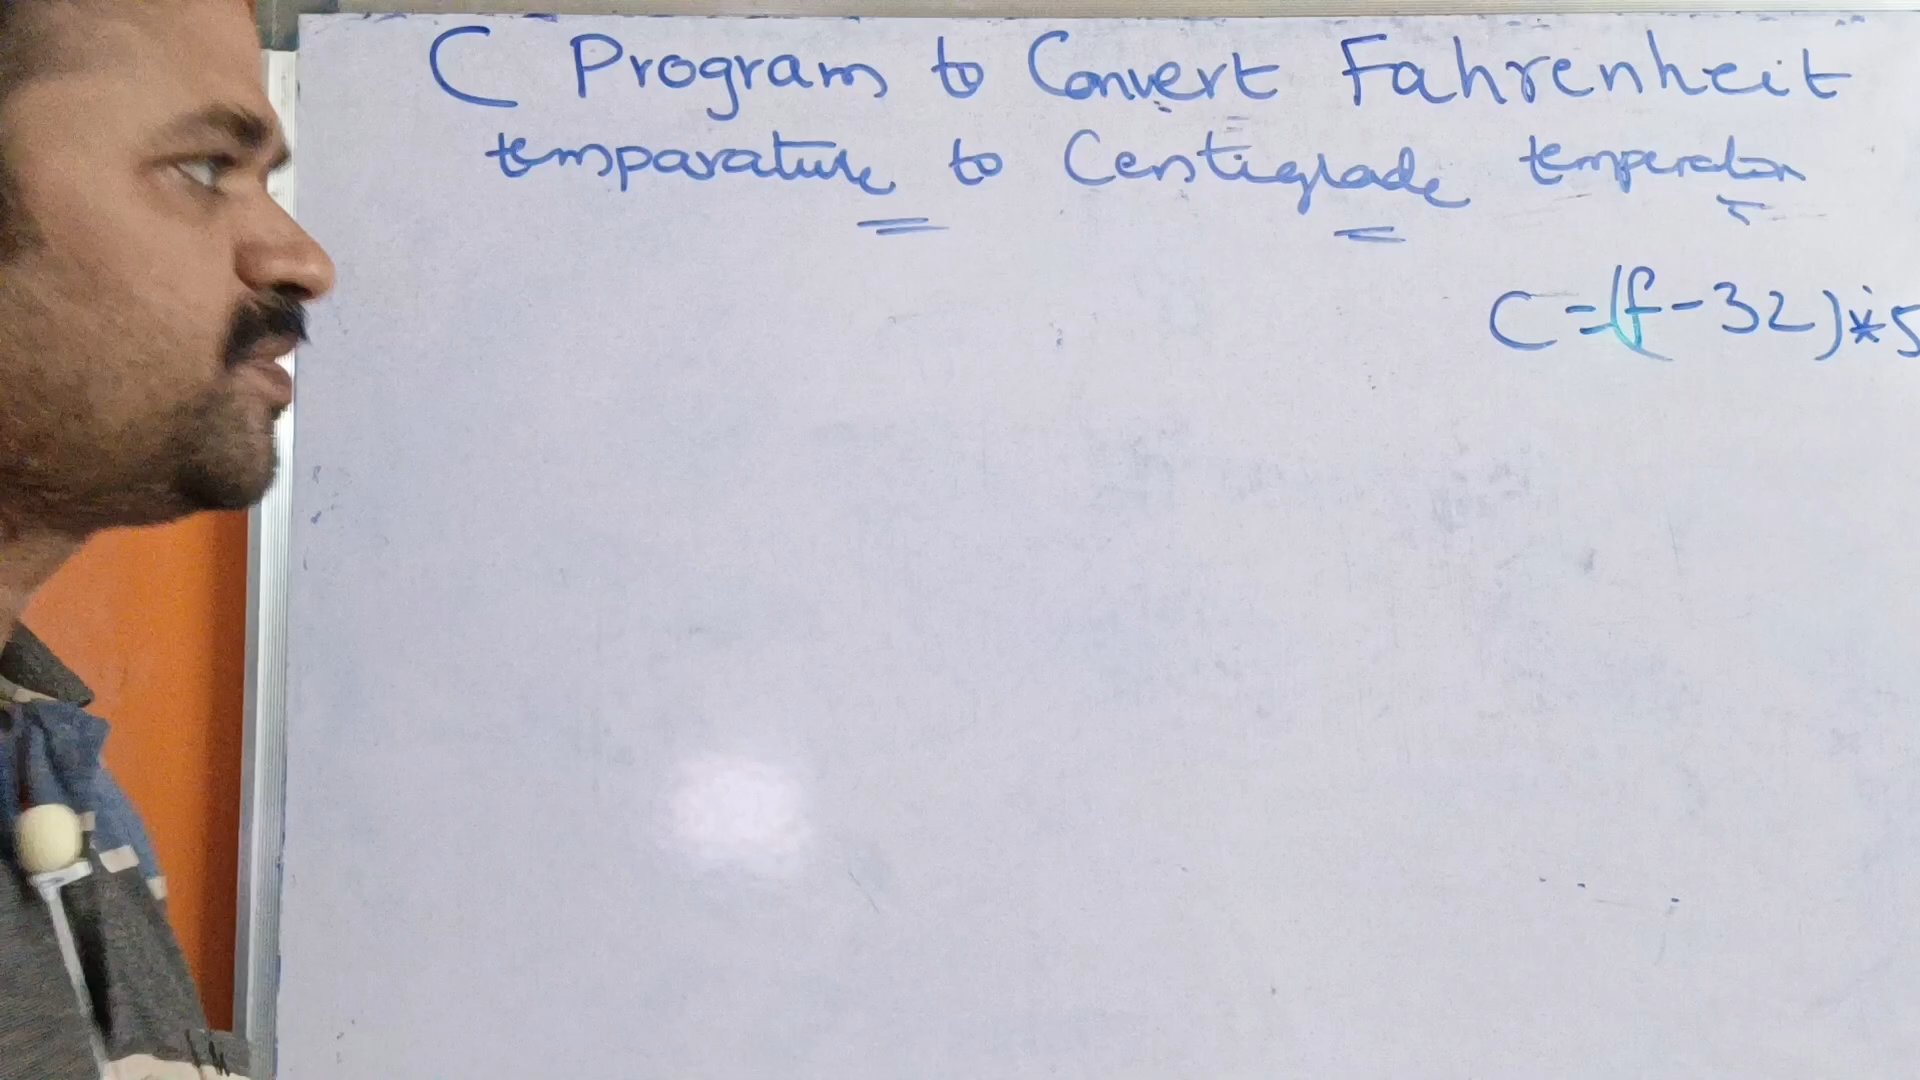 C Program to Convert Fahrenheit
temparature to Centigrade temperature
C=(f-32)*5